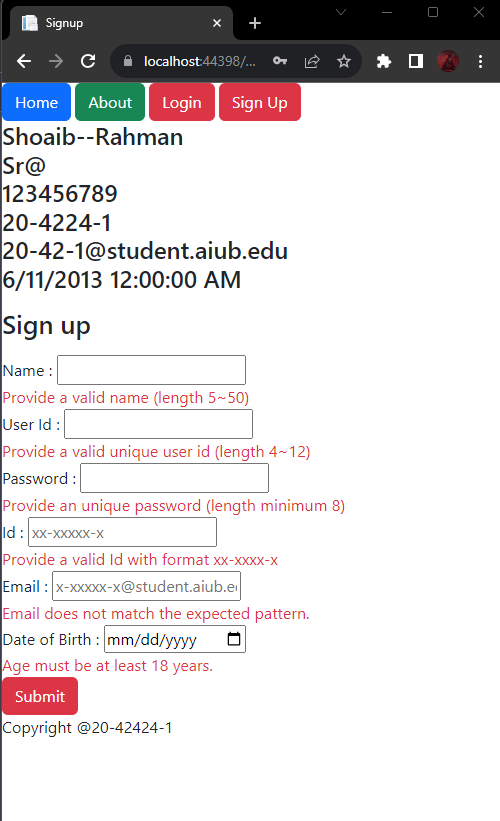 Signup
localhost:44398/...
Home About Login Sign Up
Shoaib--Rahman
Sr@
123456789
20-4224-1
20-42-1@student.aiub.edu
6/11/2013 12:00:00 AM
Sign up
Name :
Provide a valid name (length 5~50)
User Id :
Provide a valid unique user id (length 4~12)
Password :
Provide an unique password (length minimum 8)
Id : xx-xxxxx-x
Provide a valid Id with format xx-xxxx-x
Email : x-xxxxx-x@student.aiub.e
Email does not match the expected pattern.
Date of Birth : mm/dd/yyyy
Age must be at least 18 years.
Submit
Copyright @20-42424-1